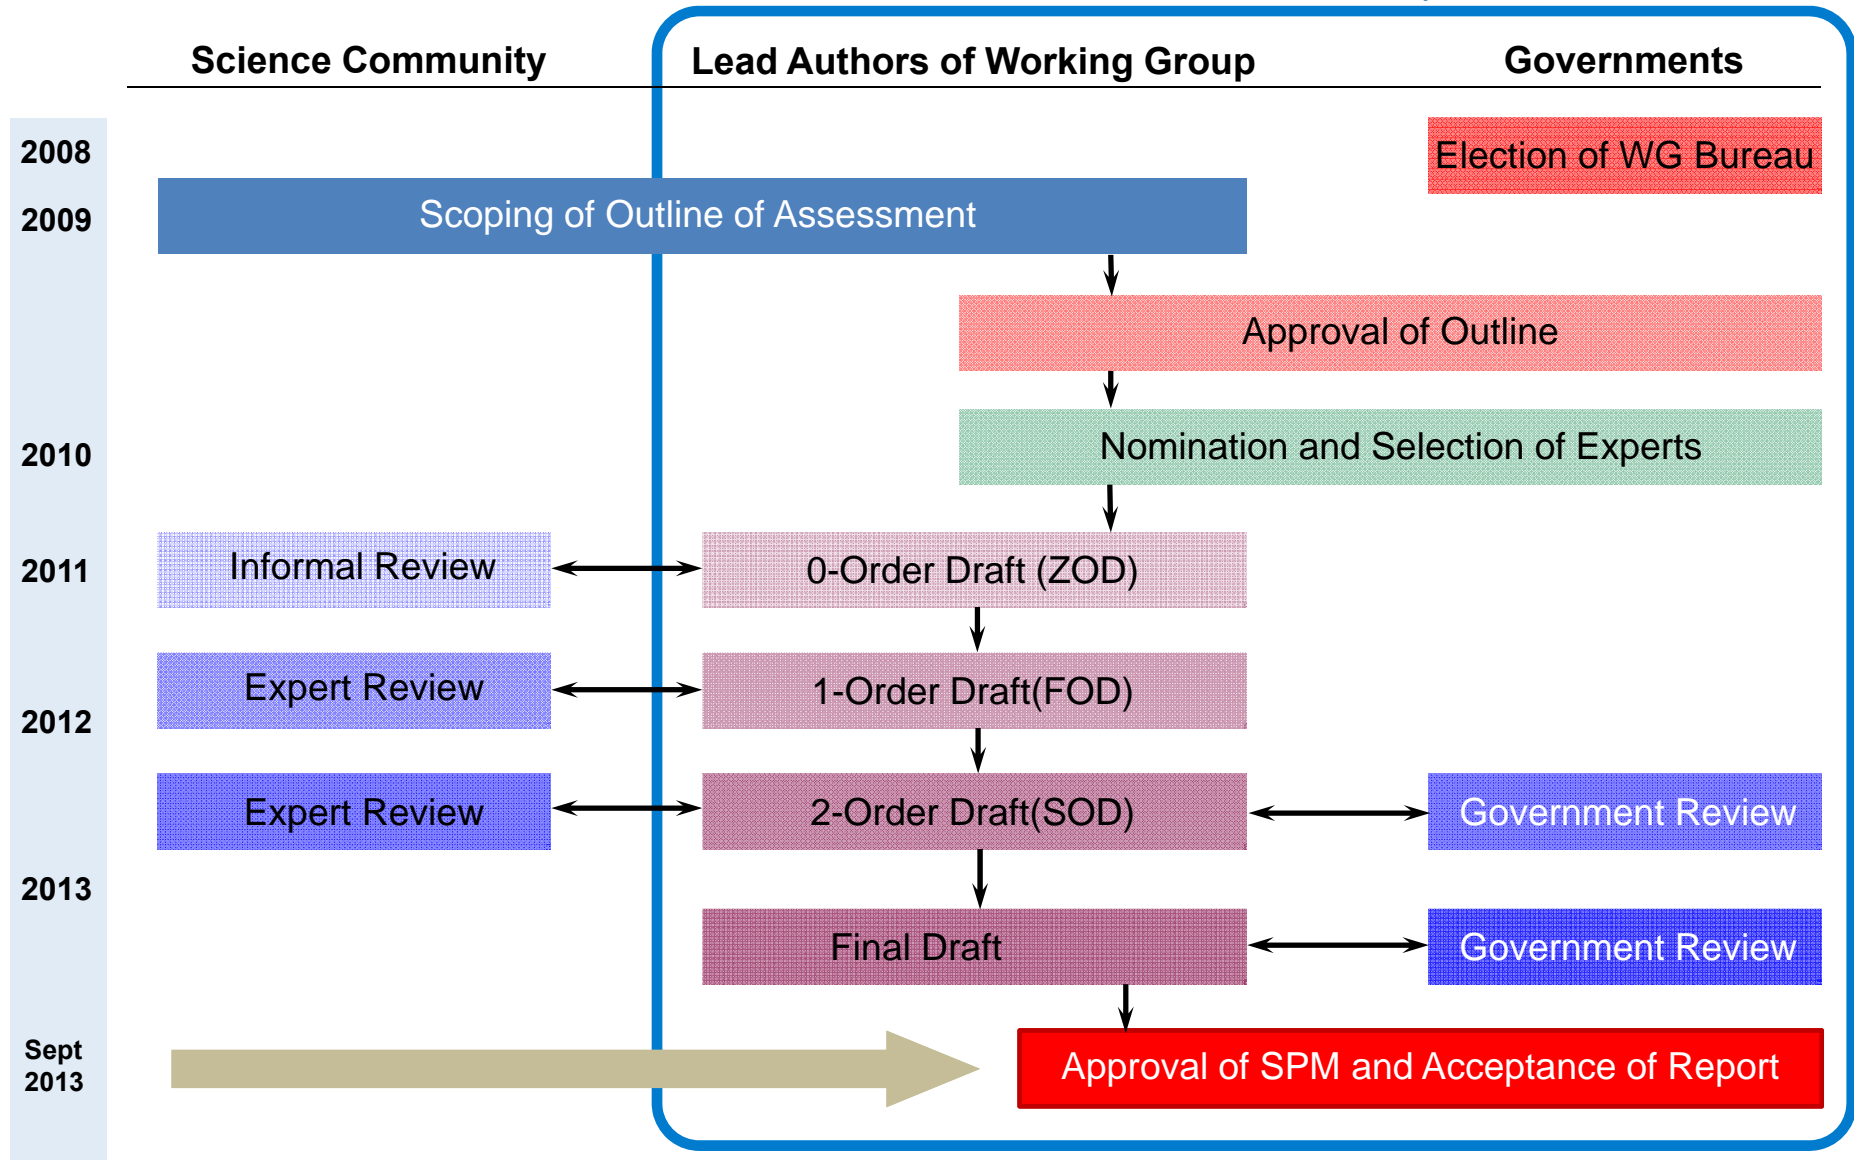 Science Community
Lead Authors of Working Group
Governments
2008
Election of WG Bureau
2009
Scoping of Outline of Assessment
Approval of Outline
2010
Nomination and Selection of Experts
2011
Informal Review
0-Order Draft (ZOD)
Expert Review
1-Order Draft(FOD)
2012
Expert Review
2-Order Draft(SOD)
Government Review
2013
Final Draft
Government Review
Sept
2013
Approval of SPM and Acceptance of Report